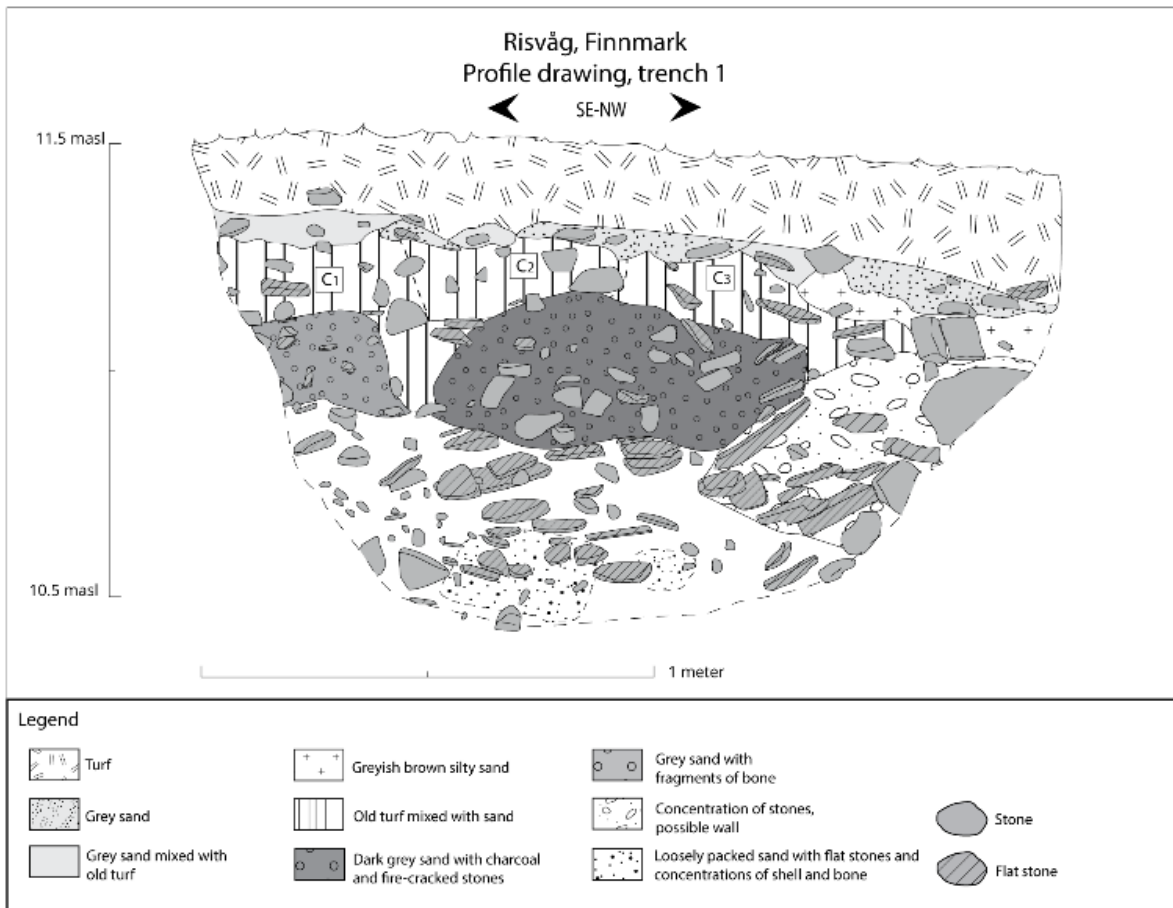 Risvåg, Finnmark
Profile drawing, trench 1
SE-NW
11.5 masl
C1
C2
C3
10.5 masl
1 meter
Legend
Turf
Grey sand
Grey sand mixed with
old turf
Greyish brown silty sand
Old turf mixed with sand
Dark grey sand with charcoal
and fire-cracked stones
Grey sand with
fragments of bone
Concentration of stones,
possible wall
Loosely packed sand with flat stones and
concentrations of shell and bone
Stone
Flat stone